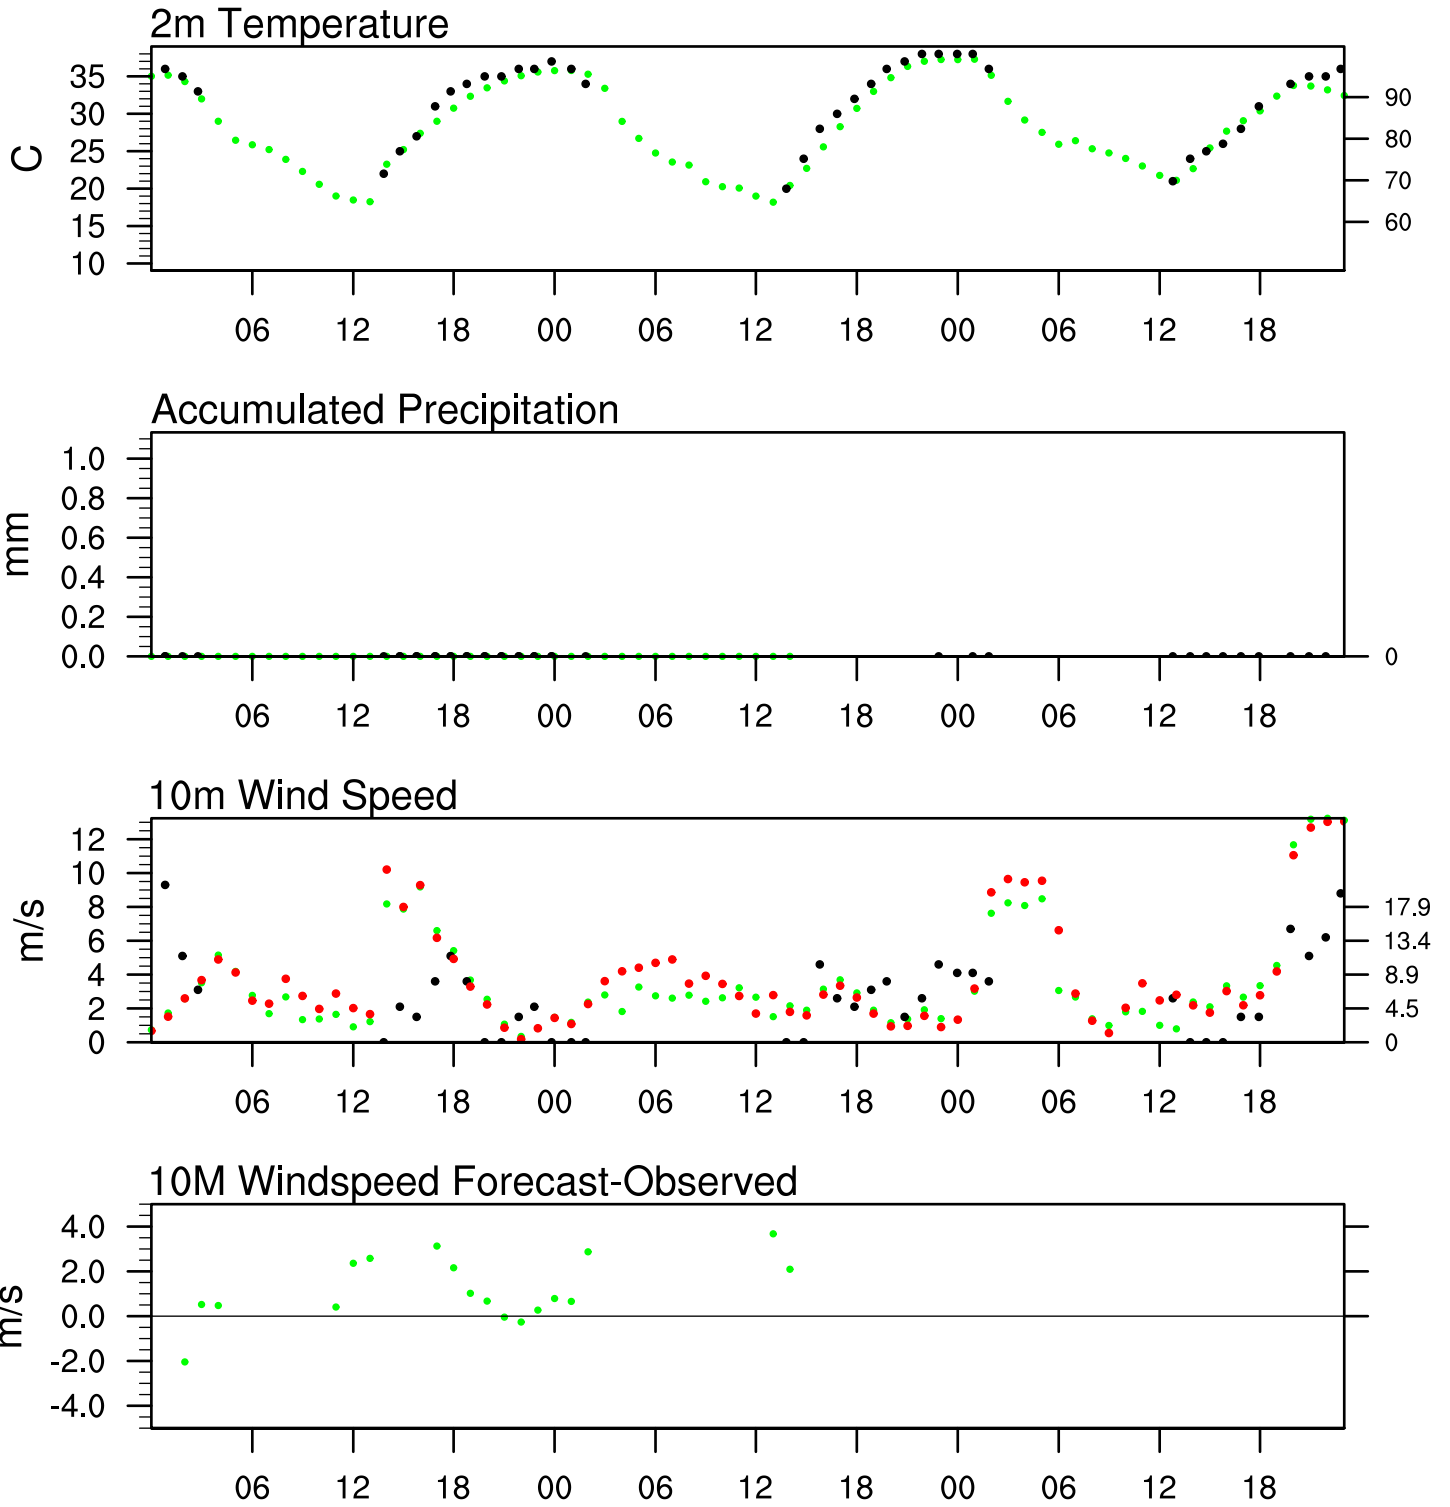 2m Temperature
35
30
25
20
15
10
C
90
80
70
60
06 12 18 00 06 12 18 00 06 12 18
Accumulated Precipitation
1.0
0.8
0.6
0.4
0.2
0.0
mm
0
06 12 18 00 06 12 18 00 06 12 18
10m Wind Speed
12
10
8
6
4
2
0
m/s
17.9
13.4
8.9
4.5
0
06 12 18 00 06 12 18 00 06 12 18
10M Windspeed Forecast-Observed
4.0
2.0
0.0
-2.0
-4.0
m/s
06 12 18 00 06 12 18 00 06 12 18